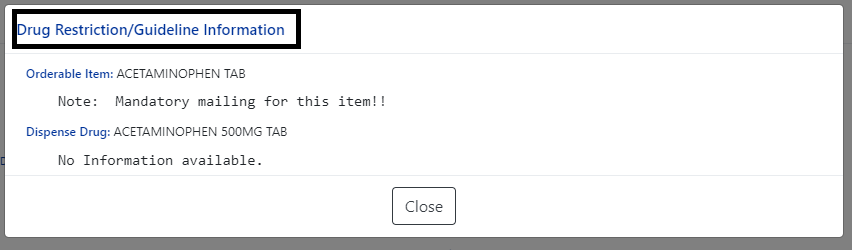 Drug Restriction/Guideline Information
Orderable Item: ACETAMINOPHEN TAB
Note:  Mandatory mailing for this item!!
Dispense Drug: ACETAMINOPHEN 500MG TAB
No Information available.
Close